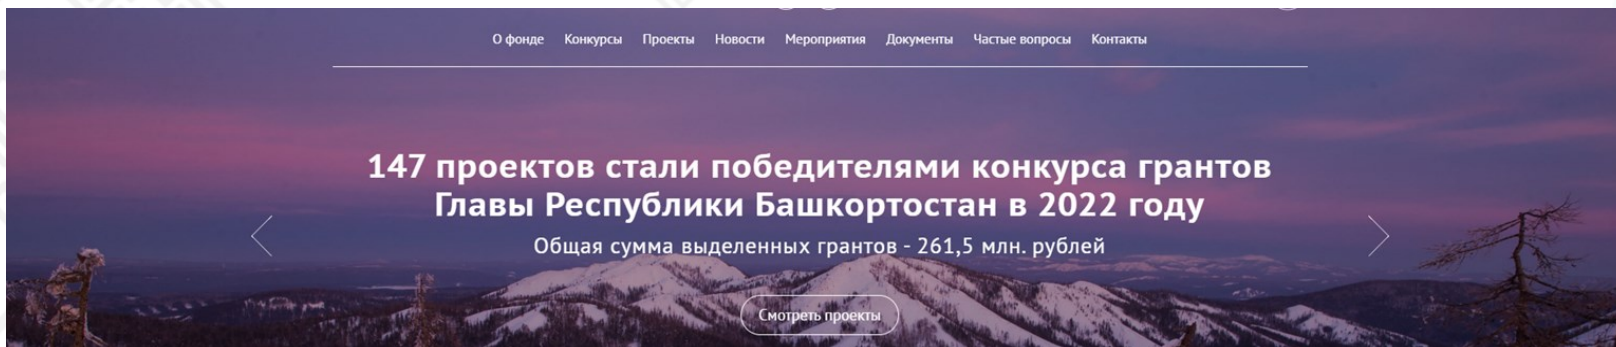 О фонде Конкурсы Проекты Новости Мероприятия Документы Частые вопросы Контакты
147 проектов стали победителями конкурса грантов
Главы Республики Башкортостан в 2022 году
Общая сумма выделенных грантов - 261,5 млн. рублей
Смотреть проекты